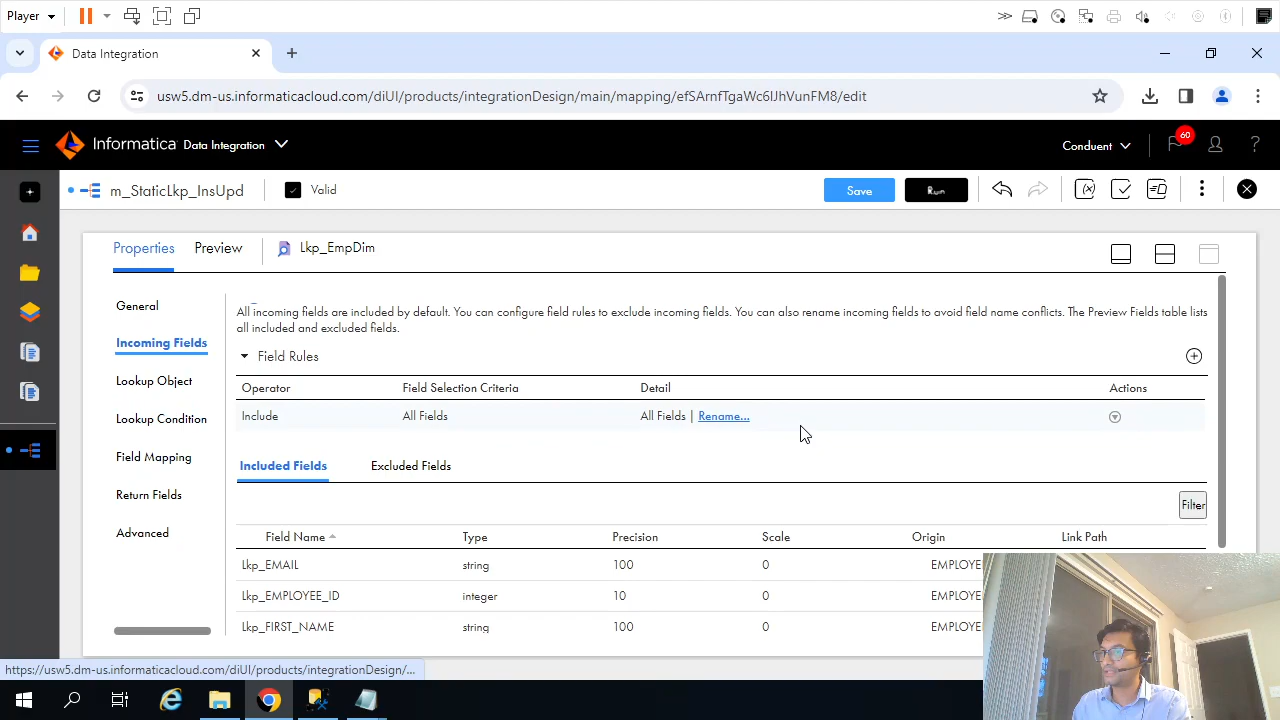 Player
Data Integration
usw5.dm-us.informaticacloud.com/diUI/products/integrationDesign/main/mapping/efSArnfTgaWc6IJhVunFM8/edit
Informatica Data Integration
Conduent
60
?
m_StaticLkp_InsUpd
Valid
Save
Run
Properties
Preview
Lkp_EmpDim
General
Incoming Fields
Lookup Object
Lookup Condition
Field Mapping
Return Fields
Advanced
All incoming fields are included by default. You can configure field rules to exclude incoming fields. You can also rename incoming fields to avoid field name conflicts. The Preview Fields table lists
all included and excluded fields.
Field Rules
Operator Field Selection Criteria Detail Actions
Include All Fields All Fields | Rename...
Included Fields Excluded Fields
Filter
Field Name Type Precision Scale Origin Link Path
Lkp_EMAIL string 100 0 EMPLOYE
Lkp_EMPLOYEE_ID integer 10 0 EMPLOYE
Lkp_FIRST_NAME string 100 0 EMPLOYE
https://usw5.dm-us.informaticacloud.com/diUI/products/integrationDesign/...